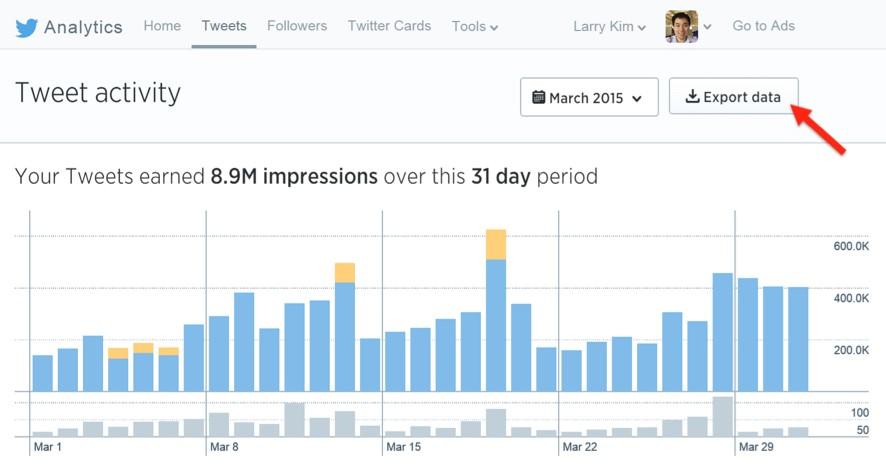 Analytics Home Tweets Followers Twitter Cards Tools Larry Kim Go to Ads
Tweet activity
March 2015
Export data
Your Tweets earned 8.9M impressions over this 31 day period
600.0K
400.0K
200.0K
100
50
Mar 1 Mar 8 Mar 15 Mar 22 Mar 29